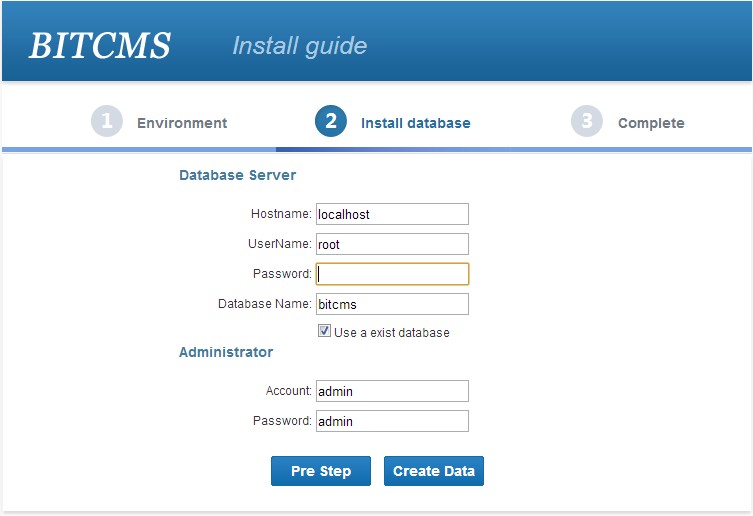 BITCMS Install guide
1 Environment 2 Install database 3 Complete
Database Server
Hostname: localhost
UserName: root
Password:
Database Name: bitcms
Use a exist database
Administrator
Account: admin
Password: admin
Pre Step Create Data